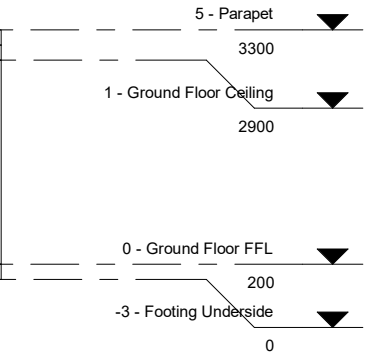 5 - Parapet
3300
1 - Ground Floor Ceiling
2900
0 - Ground Floor FFL
200
-3 - Footing Underside
0